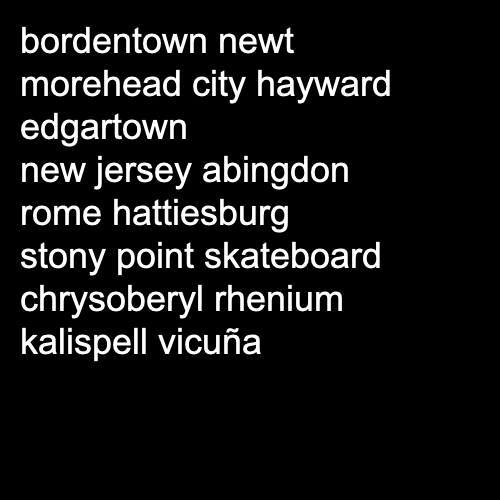 bordentown newt
morehead city hayward
edgartown
new jersey abingdon
rome hattiesburg
stony point skateboard
chrysoberyl rhenium
kalispell vicuña